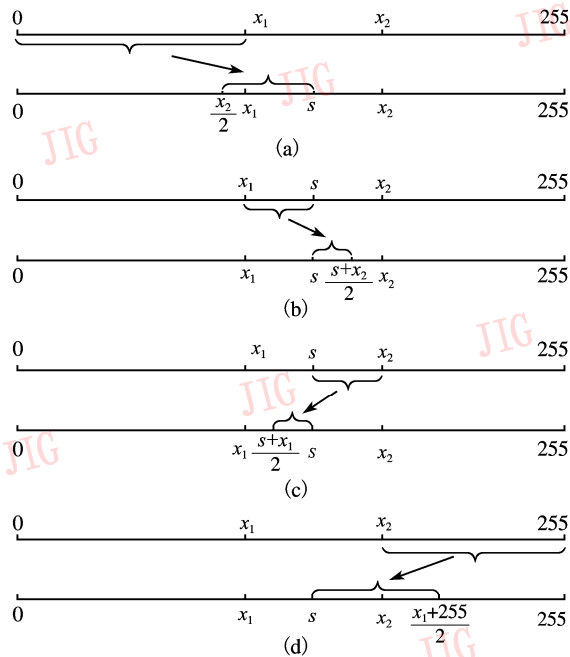 0 x₁ x₂ 255
0 x₂/2 x₁ s x₂ 255
(a)
0 x₁ s x₂ 255
0 x₁ s (s+x₂)/2 x₂ 255
(b)
0 x₁ s x₂ 255
0 x₁ (s+x₁)/2 s x₂ 255
(c)
0 x₁ x₂ 255
0 x₁ s x₂ (x₁+255)/2 255
(d)
JIG
JIG
JIG
JIG
JIG
JIG
JIG